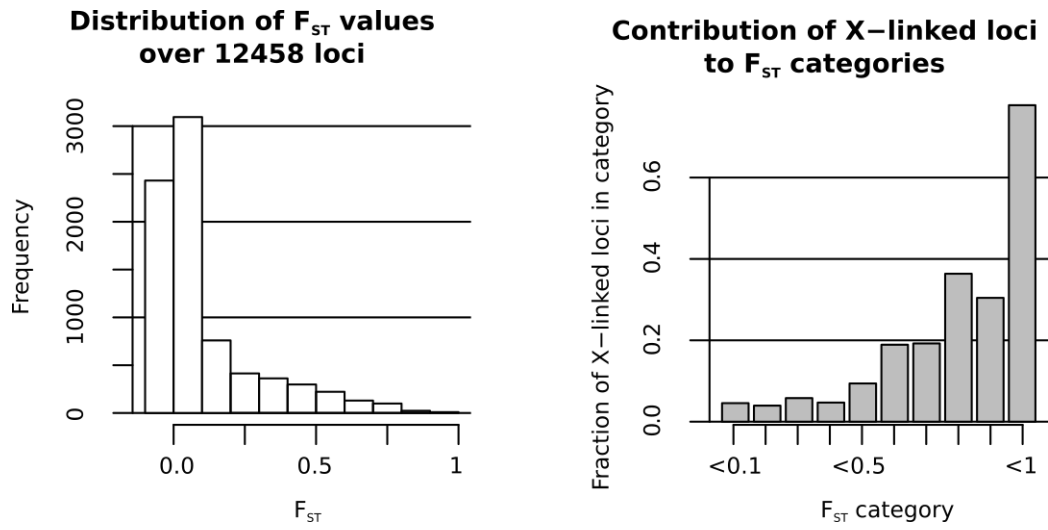 Distribution of FST values
over 12458 loci
Frequency
3000
2000
1000
0
0.0 0.5 1
FST
Contribution of X−linked loci
to FST categories
Fraction of X−linked loci in category
0.6
0.4
0.2
0.0
<0.1 <0.5 <1
FST category